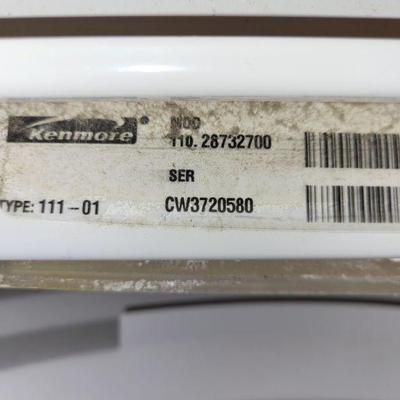 Kenmore
MOD
110. 28732700
SER
TYPE: 111-01 CW3720580